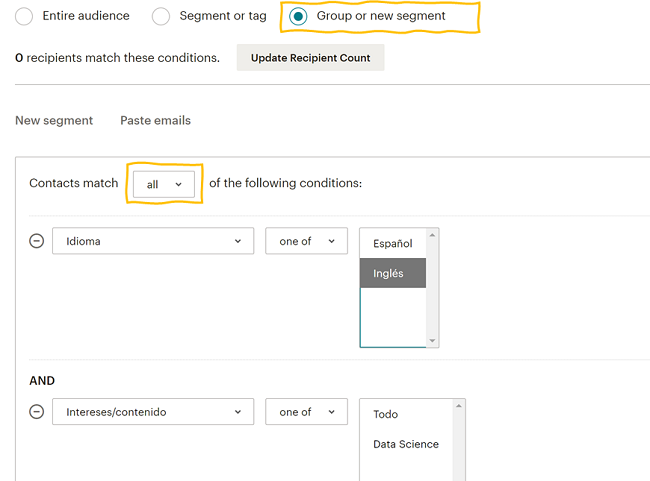 Entire audience Segment or tag Group or new segment
0 recipients match these conditions. Update Recipient Count
New segment Paste emails
Contacts match all of the following conditions:
Idioma one of Español
Inglés
AND
Intereses/contenido one of Todo
Data Science